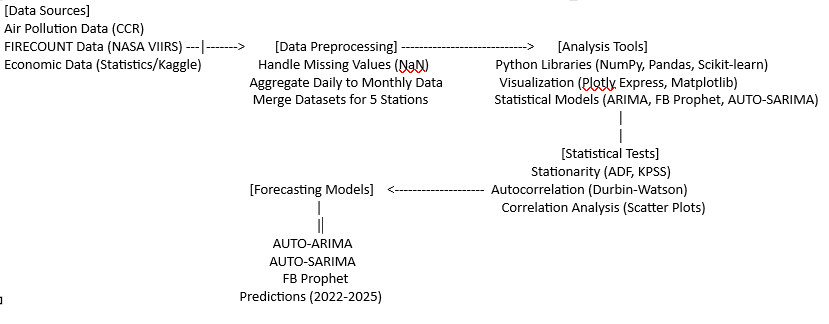 [Data Sources]
Air Pollution Data (CCR)
FIRECOUNT Data (NASA VIIRS) ---|-------> [Data Preprocessing] ----------------------------> [Analysis Tools]
Economic Data (Statistics/Kaggle) Handle Missing Values (NaN) Python Libraries (NumPy, Pandas, Scikit-learn)
Aggregate Daily to Monthly Data Visualization (Plotly Express, Matplotlib)
Merge Datasets for 5 Stations Statistical Models (ARIMA, FB Prophet, AUTO-SARIMA)
|
|
[Statistical Tests]
Stationarity (ADF, KPSS)
[Forecasting Models] <--------------------- Autocorrelation (Durbin-Watson)
| Correlation Analysis (Scatter Plots)
||
AUTO-ARIMA
AUTO-SARIMA
FB Prophet
Predictions (2022-2025)